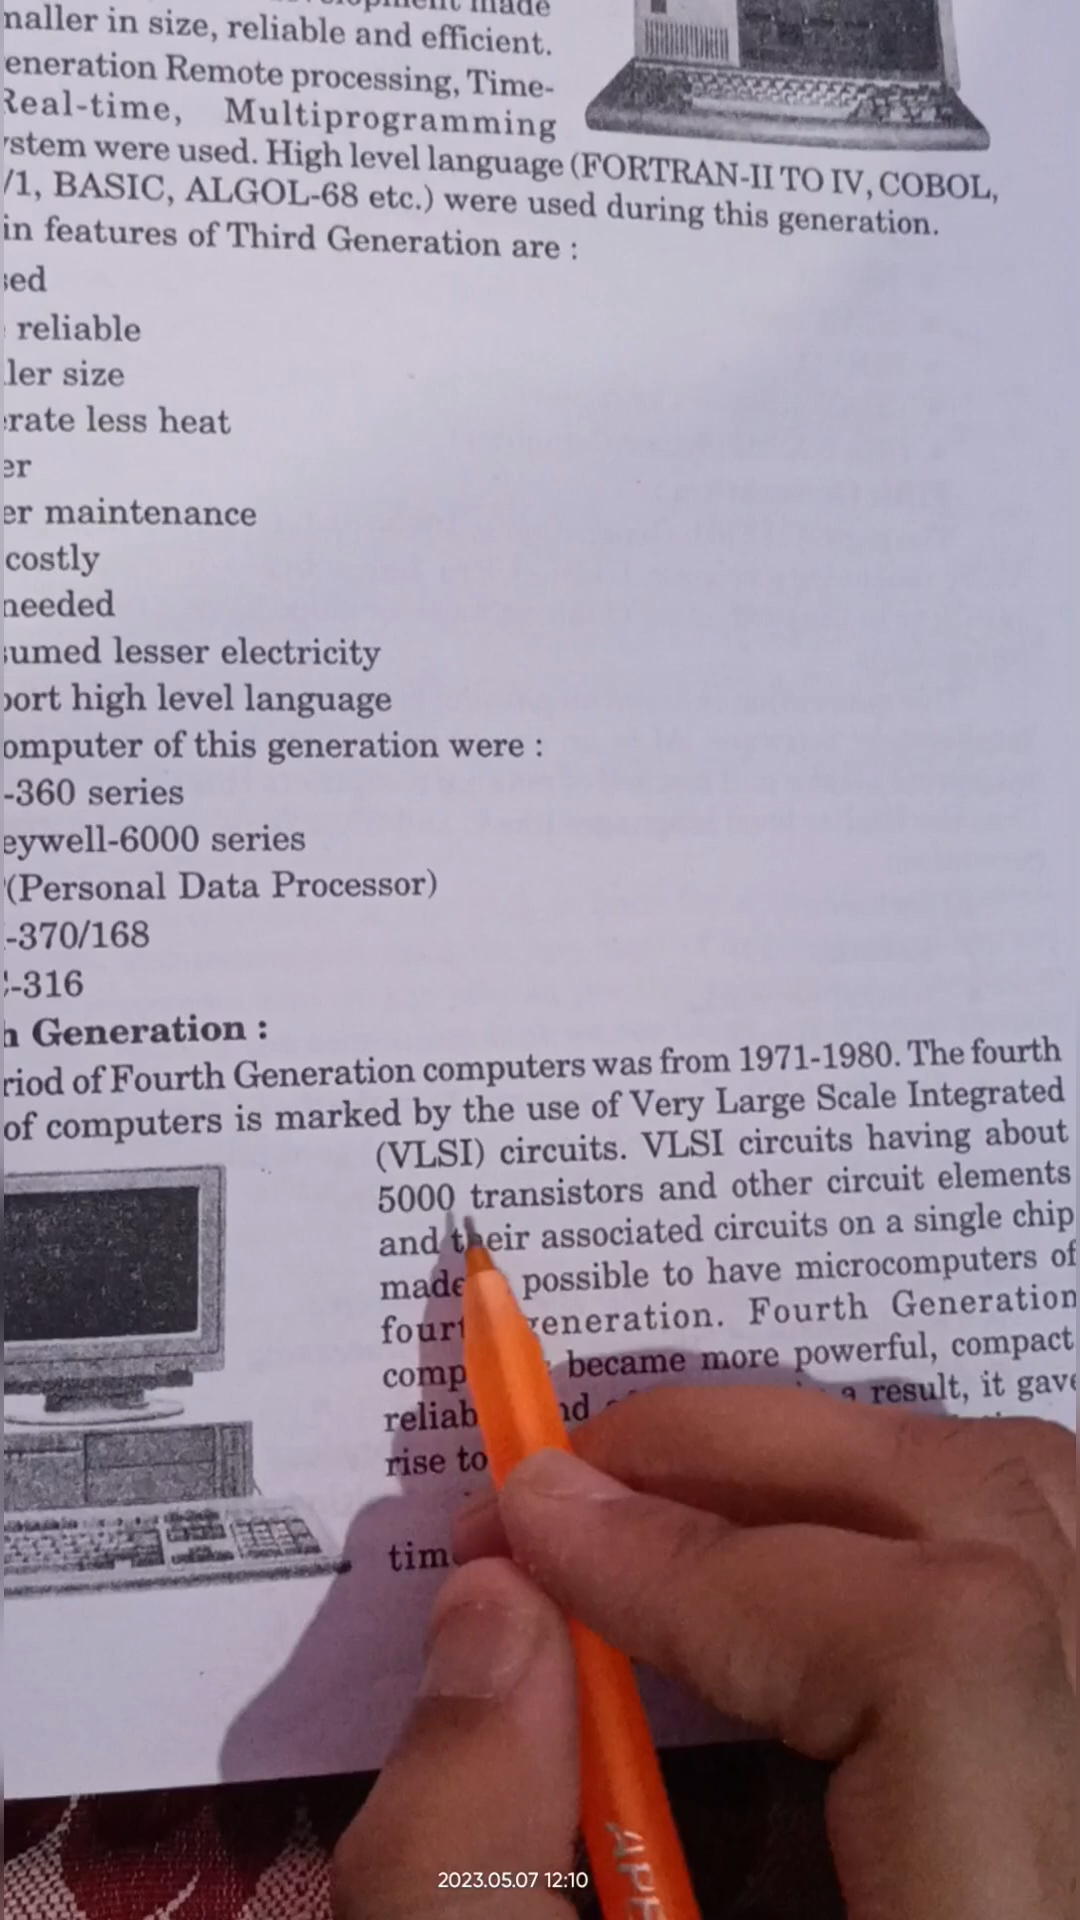 made
maller in size, reliable and efficient.
eneration Remote processing, Time-
Real-time, Multiprogramming
stem were used. High level language (FORTRAN-II TO IV, COBOL,
/1, BASIC, ALGOL-68 etc.) were used during this generation.
in features of Third Generation are :
sed
reliable
ler size
rate less heat
er
er maintenance
costly
needed
umed lesser electricity
port high level language
omputer of this generation were :
-360 series
eywell-6000 series
(Personal Data Processor)
-370/168
-316
h Generation :
riod of Fourth Generation computers was from 1971-1980. The fourth
of computers is marked by the use of Very Large Scale Integrated
(VLSI) circuits. VLSI circuits having about
5000 transistors and other circuit elements
and their associated circuits on a single chip
made possible to have microcomputers of
fourt generation. Fourth Generation
comp became more powerful, compact
reliab nd a result, it gave
rise to
tim
2023.05.07 12:10